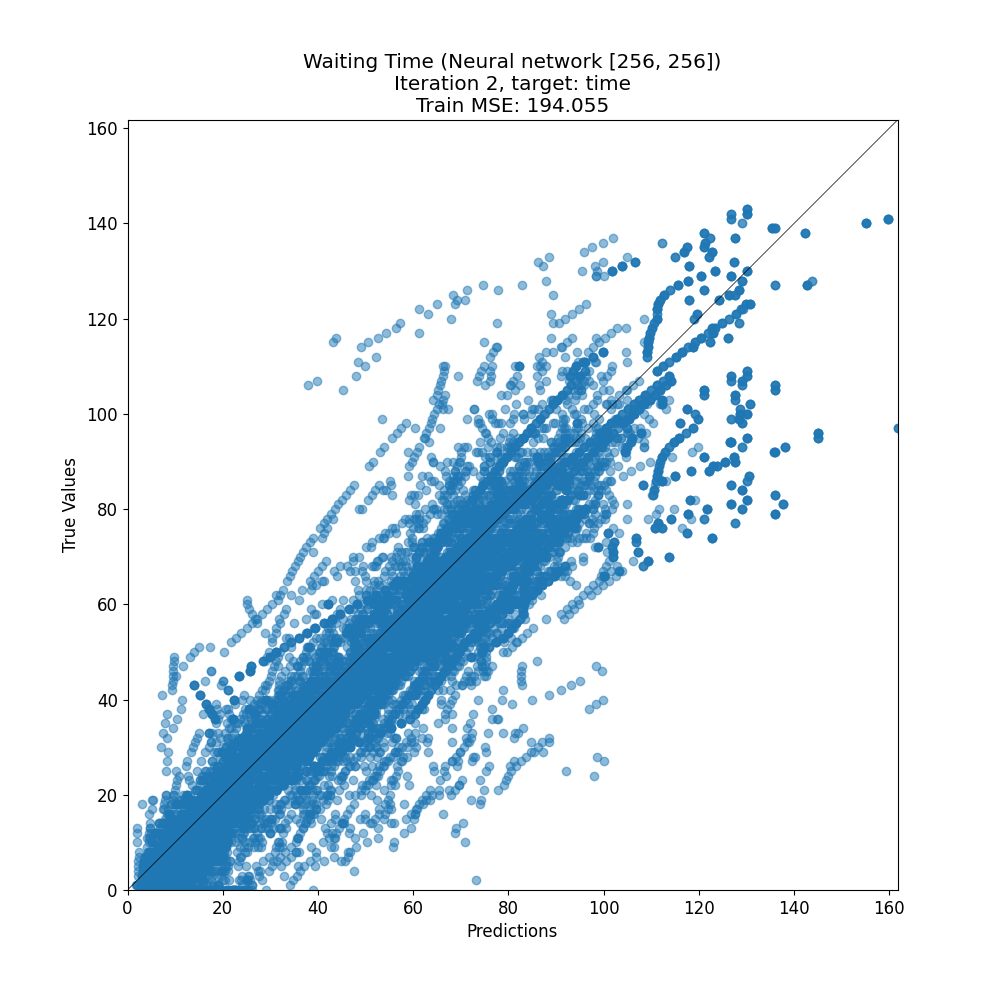 Waiting Time (Neural network [256, 256])
Iteration 2, target: time
Train MSE: 194.055
160
140
120
100
80
60
40
20
0
True Values
0 20 40 60 80 100 120 140 160
Predictions